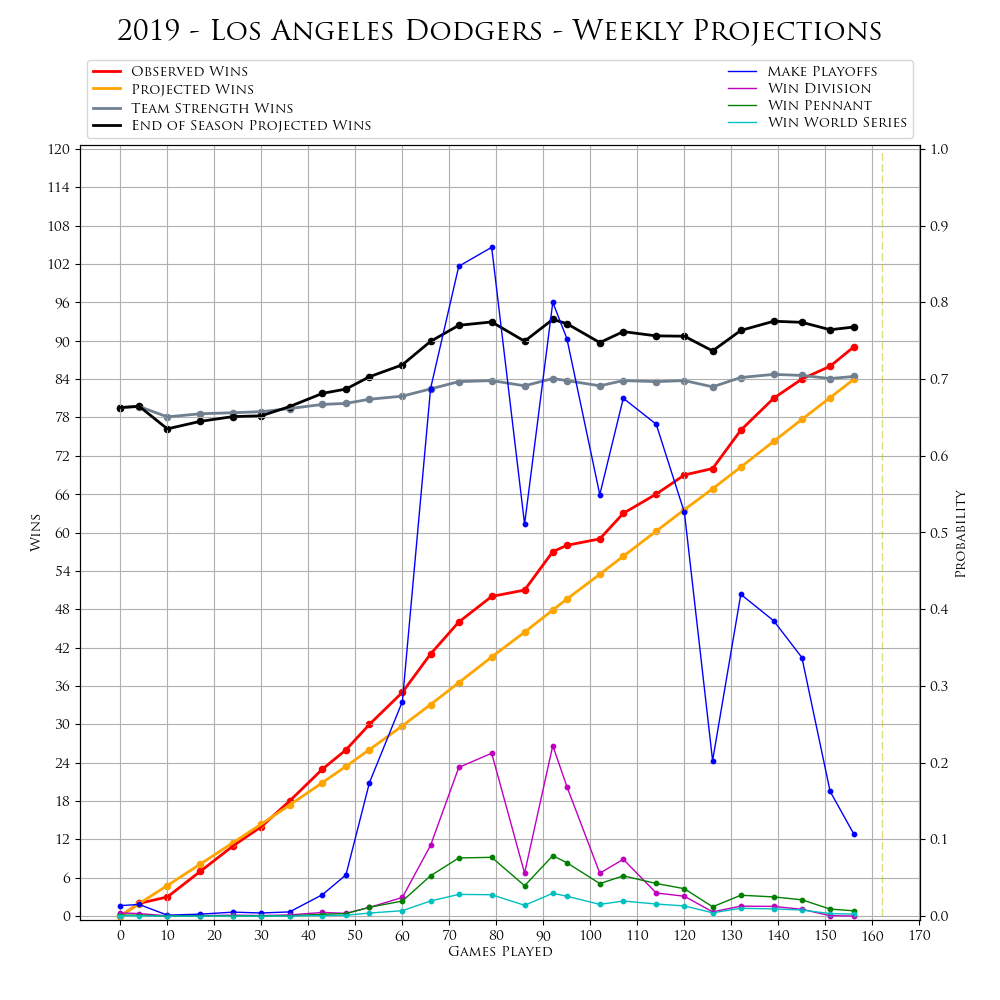 2019 - Los Angeles Dodgers - Weekly Projections
Observed Wins
Projected Wins
Team Strength Wins
End of Season Projected Wins
Make Playoffs
Win Division
Win Pennant
Win World Series
120
114
108
102
96
90
84
78
72
66
60
54
48
42
36
30
24
18
12
6
0
Wins
1.0
0.9
0.8
0.7
0.6
0.5
0.4
0.3
0.2
0.1
0.0
Probability
0 10 20 30 40 50 60 70 80 90 100 110 120 130 140 150 160 170
Games Played